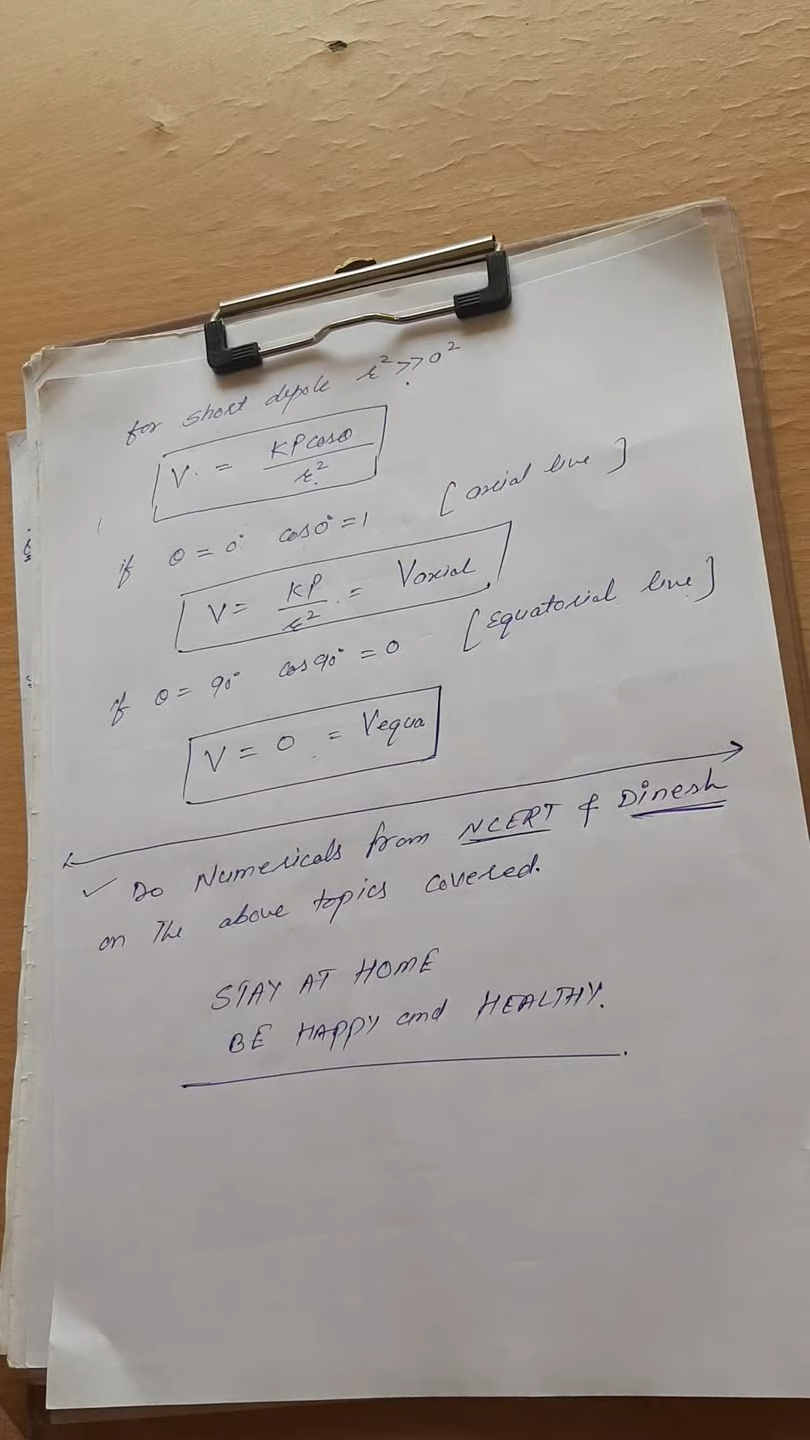 for short dipole r² >> a²
V = KP cosθ / r²
if θ = 0° cos0° = 1 [axial line]
V = KP / r² = Vaxial
if θ = 90° cos90° = 0 [Equatorial line]
V = 0 = Vequa
✓ Do Numericals from NCERT & Dinesh
on The above topics covered.
STAY AT HOME
BE HAPPY and HEALTHY.